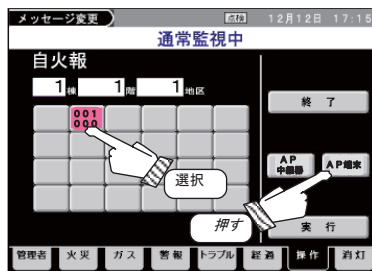 メッセージ変更 点検 12月12日 17:15
通常監視中
自火報
1棟 1階 1地区
終 了
001
000
AP
中継器
AP端末
選択
押す
実 行
管理者 火災 ガス 警報 トラブル 経過 操作 消灯